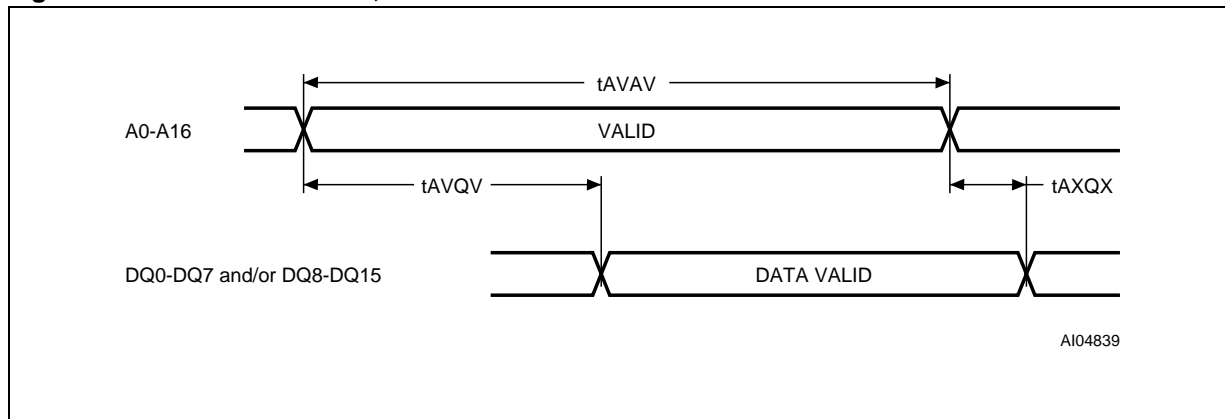 tAVAV
A0-A16
VALID
tAVQV
tAXQX
DQ0-DQ7 and/or DQ8-DQ15
DATA VALID
AI04839